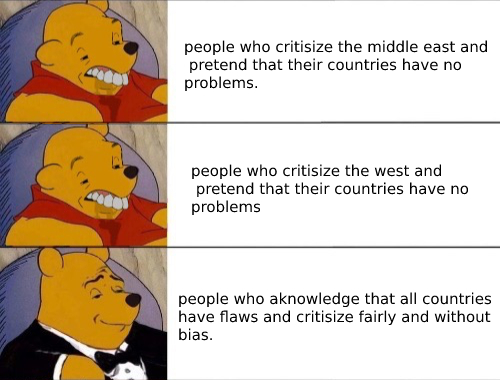 people who critisize the middle east and
pretend that their countries have no
problems.
people who critisize the west and
pretend that their countries have no
problems
people who aknowledge that all countries
have flaws and critisize fairly and without
bias.